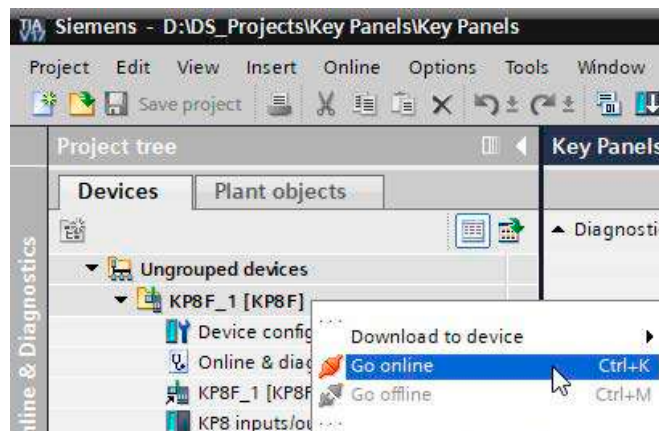 Siemens - D:\DS_Projects\Key Panels\Key Panels
Project Edit View Insert Online Options Tools Window
Save project
Project tree
Key Panels
Devices Plant objects
Diagnosti
Ungrouped devices
KP8F_1 [KP8F]
Device config
Download to device
Online & diag
Go online Ctrl+K
KP8F_1 [KP8F
Go offline Ctrl+M
KP8 inputs/ou
line & Diagnostics